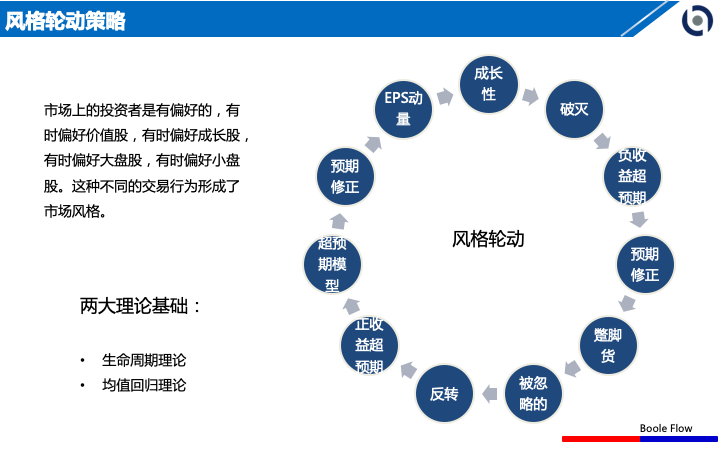 风格轮动策略
市场上的投资者是有偏好的，有
时偏好价值股，有时偏好成长股，
有时偏好大盘股，有时偏好小盘
股。这种不同的交易行为形成了
市场风格。
两大理论基础：
• 生命周期理论
• 均值回归理论
风格轮动
成长
性
破灭
负收
益超
预期
预期
修正
蹩脚
货
被忽
略的
反转
正收
益超
预期
超预
期模
型
预期
修正
EPS动
量
Boole Flow